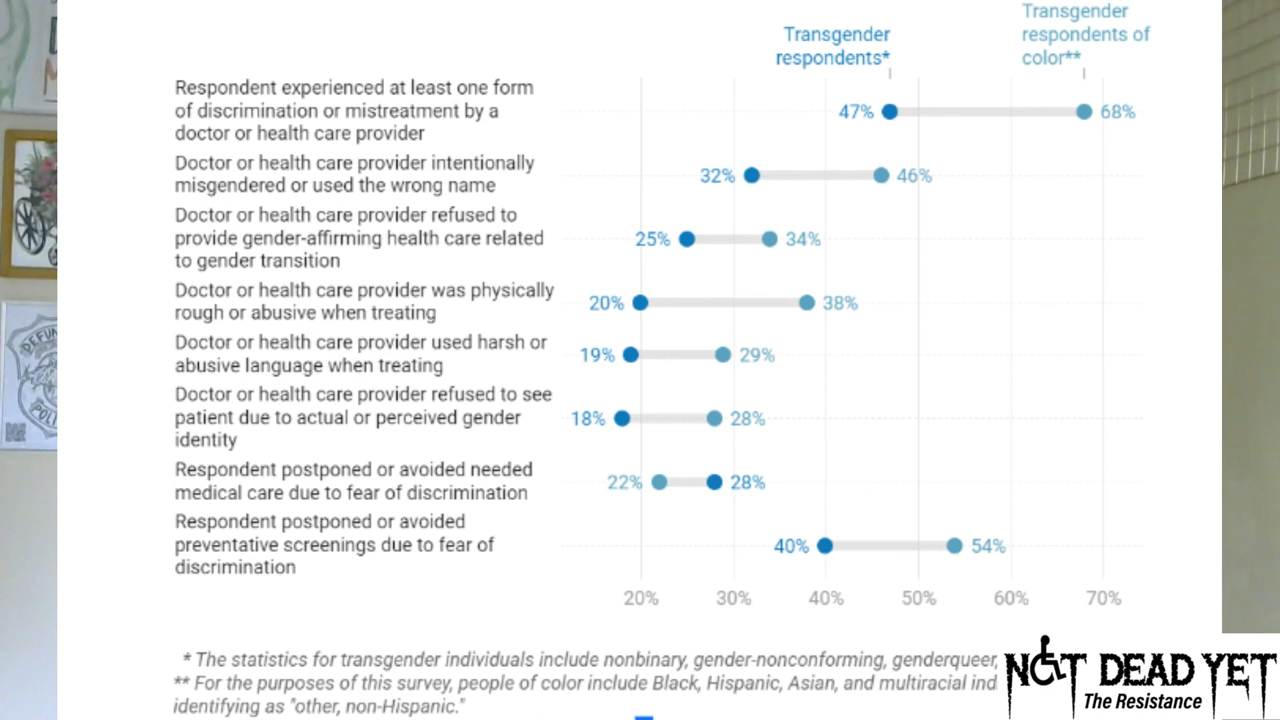 Transgender
respondents*
Transgender
respondents of
color**
Respondent experienced at least one form
of discrimination or mistreatment by a
doctor or health care provider
47%
68%
Doctor or health care provider intentionally
misgendered or used the wrong name
32%
46%
Doctor or health care provider refused to
provide gender-affirming health care related
to gender transition
25%
34%
Doctor or health care provider was physically
rough or abusive when treating
20%
38%
Doctor or health care provider used harsh or
abusive language when treating
19%
29%
Doctor or health care provider refused to see
patient due to actual or perceived gender
identity
18%
28%
Respondent postponed or avoided needed
medical care due to fear of discrimination
22%
28%
Respondent postponed or avoided
preventative screenings due to fear of
discrimination
40%
54%
20% 30% 40% 50% 60% 70%
* The statistics for transgender individuals include nonbinary, gender-nonconforming, genderqueer,
** For the purposes of this survey, people of color include Black, Hispanic, Asian, and multiracial ind
identifying as "other, non-Hispanic."
NOT DEAD YET
The Resistance
DEFUN
POLI